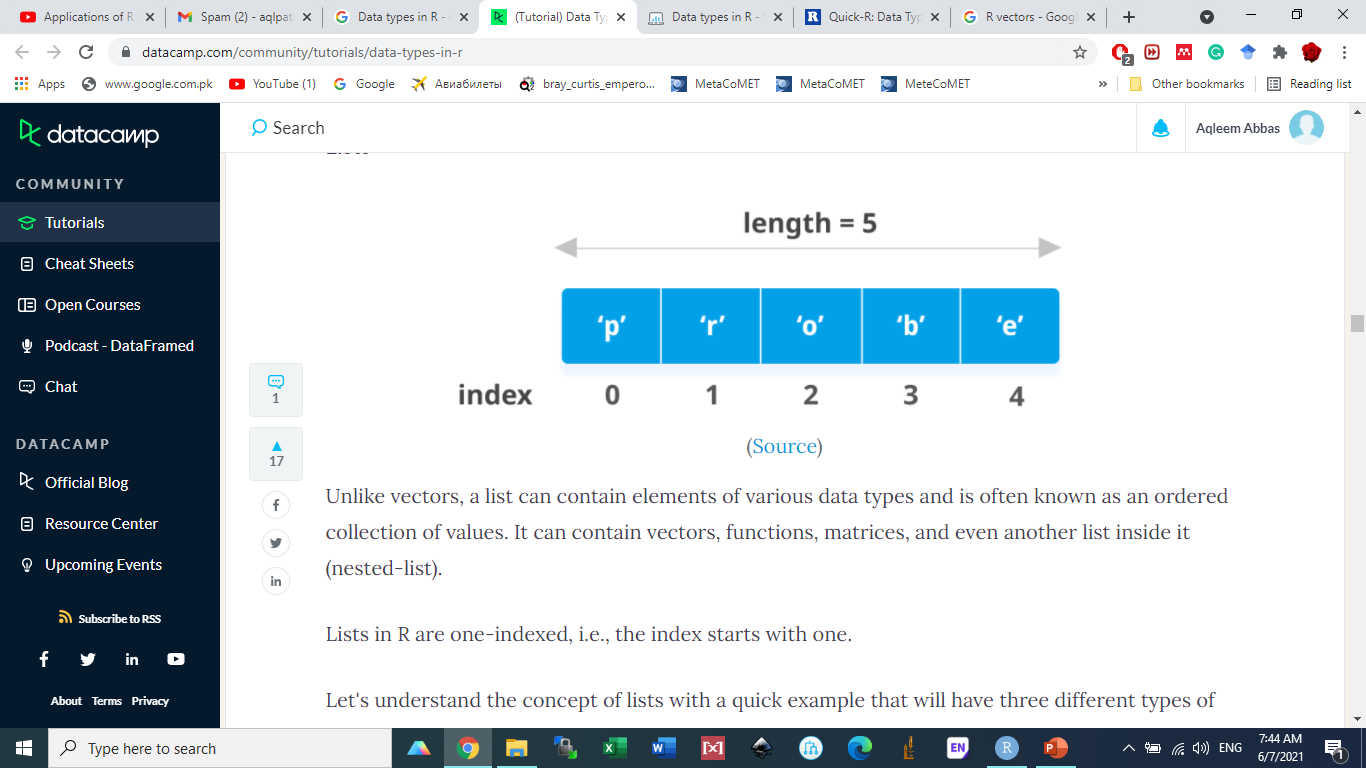 Applications of R
Spam (2) - aqlpat
Data types in R -
(Tutorial) Data Ty
Data types in R -
Quick-R: Data Typ
R vectors - Goog
datacamp.com/community/tutorials/data-types-in-r
2
Apps
www.google.com.pk
YouTube (1)
Google
Авиабилеты
bray_curtis_empero...
MetaCoMET
MetaCoMET
MeteCoMET
»
Other bookmarks
Reading list
datacamp
Search
Aqleem Abbas
COMMUNITY
Tutorials
Cheat Sheets
Open Courses
Podcast - DataFramed
Chat
DATACAMP
Official Blog
Resource Center
Upcoming Events
Subscribe to RSS
About Terms Privacy
1
17
length = 5
‘p’ ‘r’ ‘o’ ‘b’ ‘e’
index 0 1 2 3 4
(Source)
Unlike vectors, a list can contain elements of various data types and is often known as an ordered
collection of values. It can contain vectors, functions, matrices, and even another list inside it
(nested-list).
Lists in R are one-indexed, i.e., the index starts with one.
Let's understand the concept of lists with a quick example that will have three different types of
Type here to search
EN
ENG
7:44 AM
6/7/2021
1